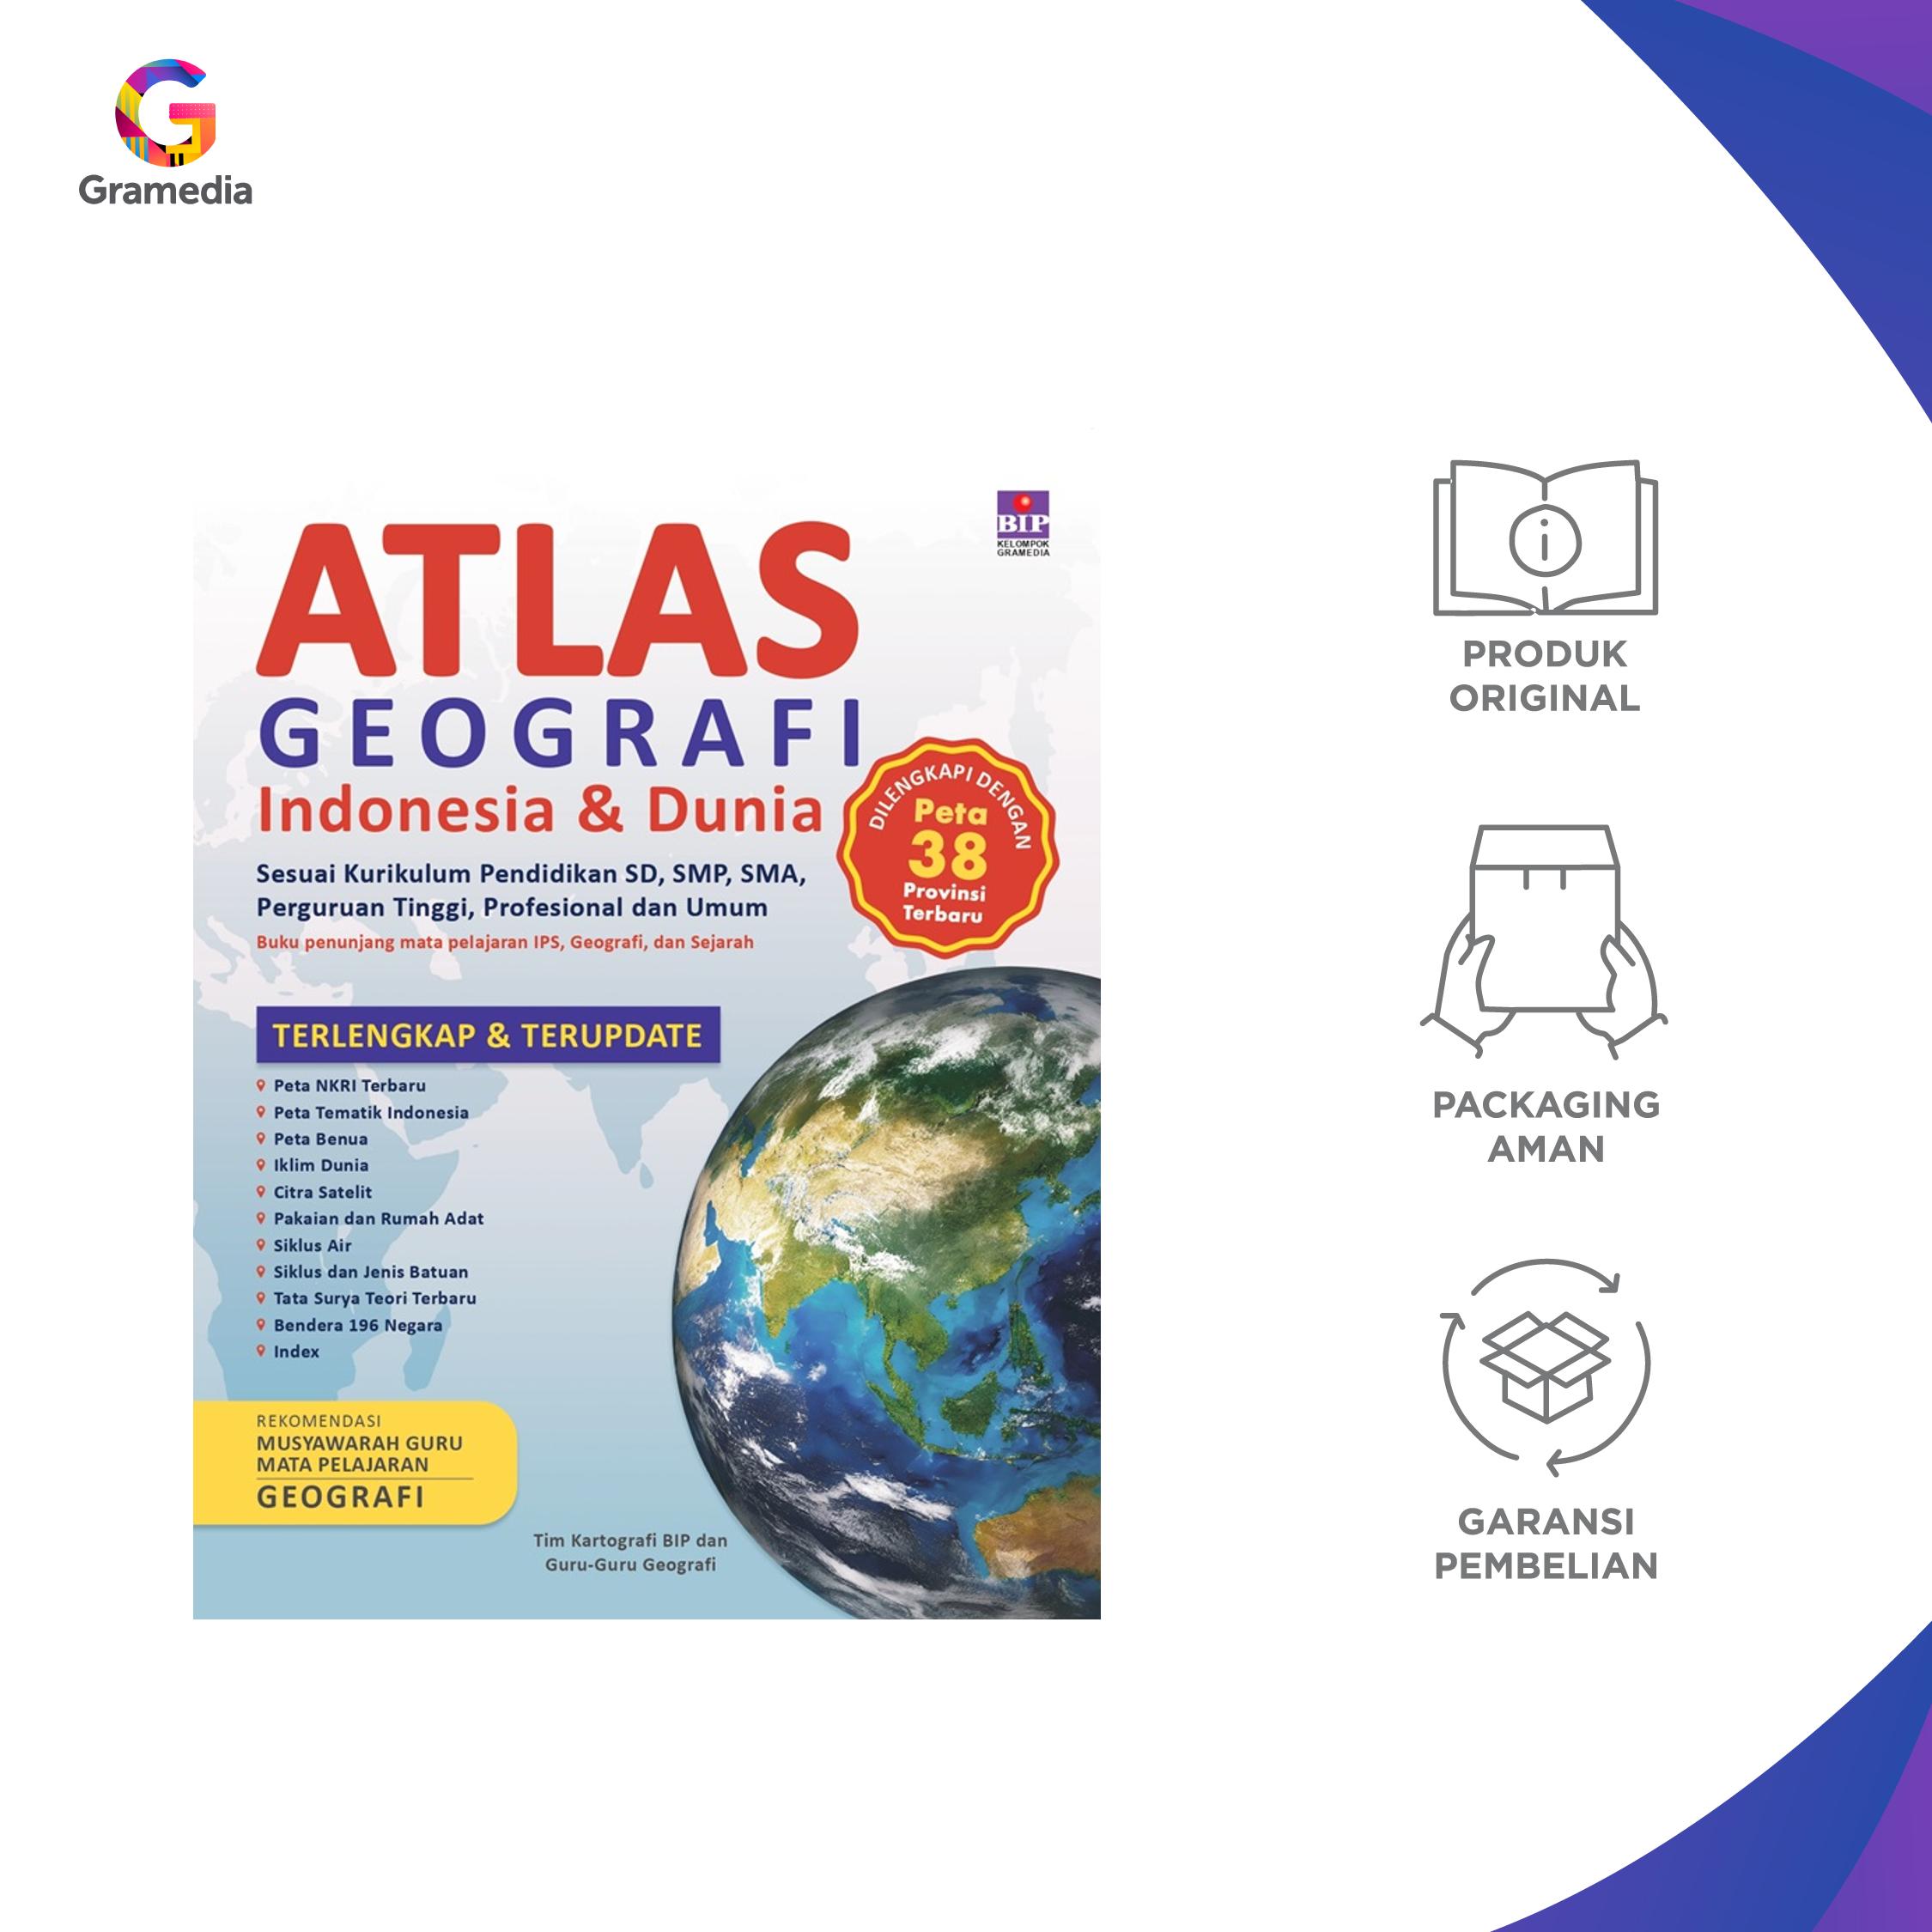 Gramedia
BIP
KELOMPOK
GRAMEDIA
ATLAS
GEOGRAFI
Indonesia & Dunia
DILENGKAPI DENGAN
Peta
38
Provinsi
Terbaru
Sesuai Kurikulum Pendidikan SD, SMP, SMA,
Perguruan Tinggi, Profesional dan Umum
Buku penunjang mata pelajaran IPS, Geografi, dan Sejarah
TERLENGKAP & TERUPDATE
Peta NKRI Terbaru
Peta Tematik Indonesia
Peta Benua
Iklim Dunia
Citra Satelit
Pakaian dan Rumah Adat
Siklus Air
Siklus dan Jenis Batuan
Tata Surya Teori Terbaru
Bendera 196 Negara
Index
REKOMENDASI
MUSYAWARAH GURU
MATA PELAJARAN
GEOGRAFI
Tim Kartografi BIP dan
Guru-Guru Geografi
PRODUK
ORIGINAL
PACKAGING
AMAN
GARANSI
PEMBELIAN